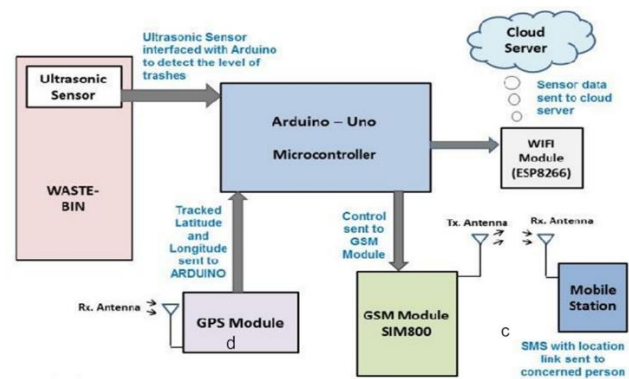 Ultrasonic Sensor
interfaced with Arduino
to detect the level of
trashes
Cloud
Server
Ultrasonic
Sensor
Sensor data
sent to cloud
server
Arduino – Uno
Microcontroller
WIFI
Module
(ESP8266)
WASTE-
BIN
Tracked
Latitude
and
Longitude
sent to
ARDUINO
Control
sent to
GSM
Module
Tx. Antenna
Rx. Antenna
Rx. Antenna
GPS Module
d
GSM Module
SIM800
Mobile
Station
c
SMS with location
link sent to
concerned person